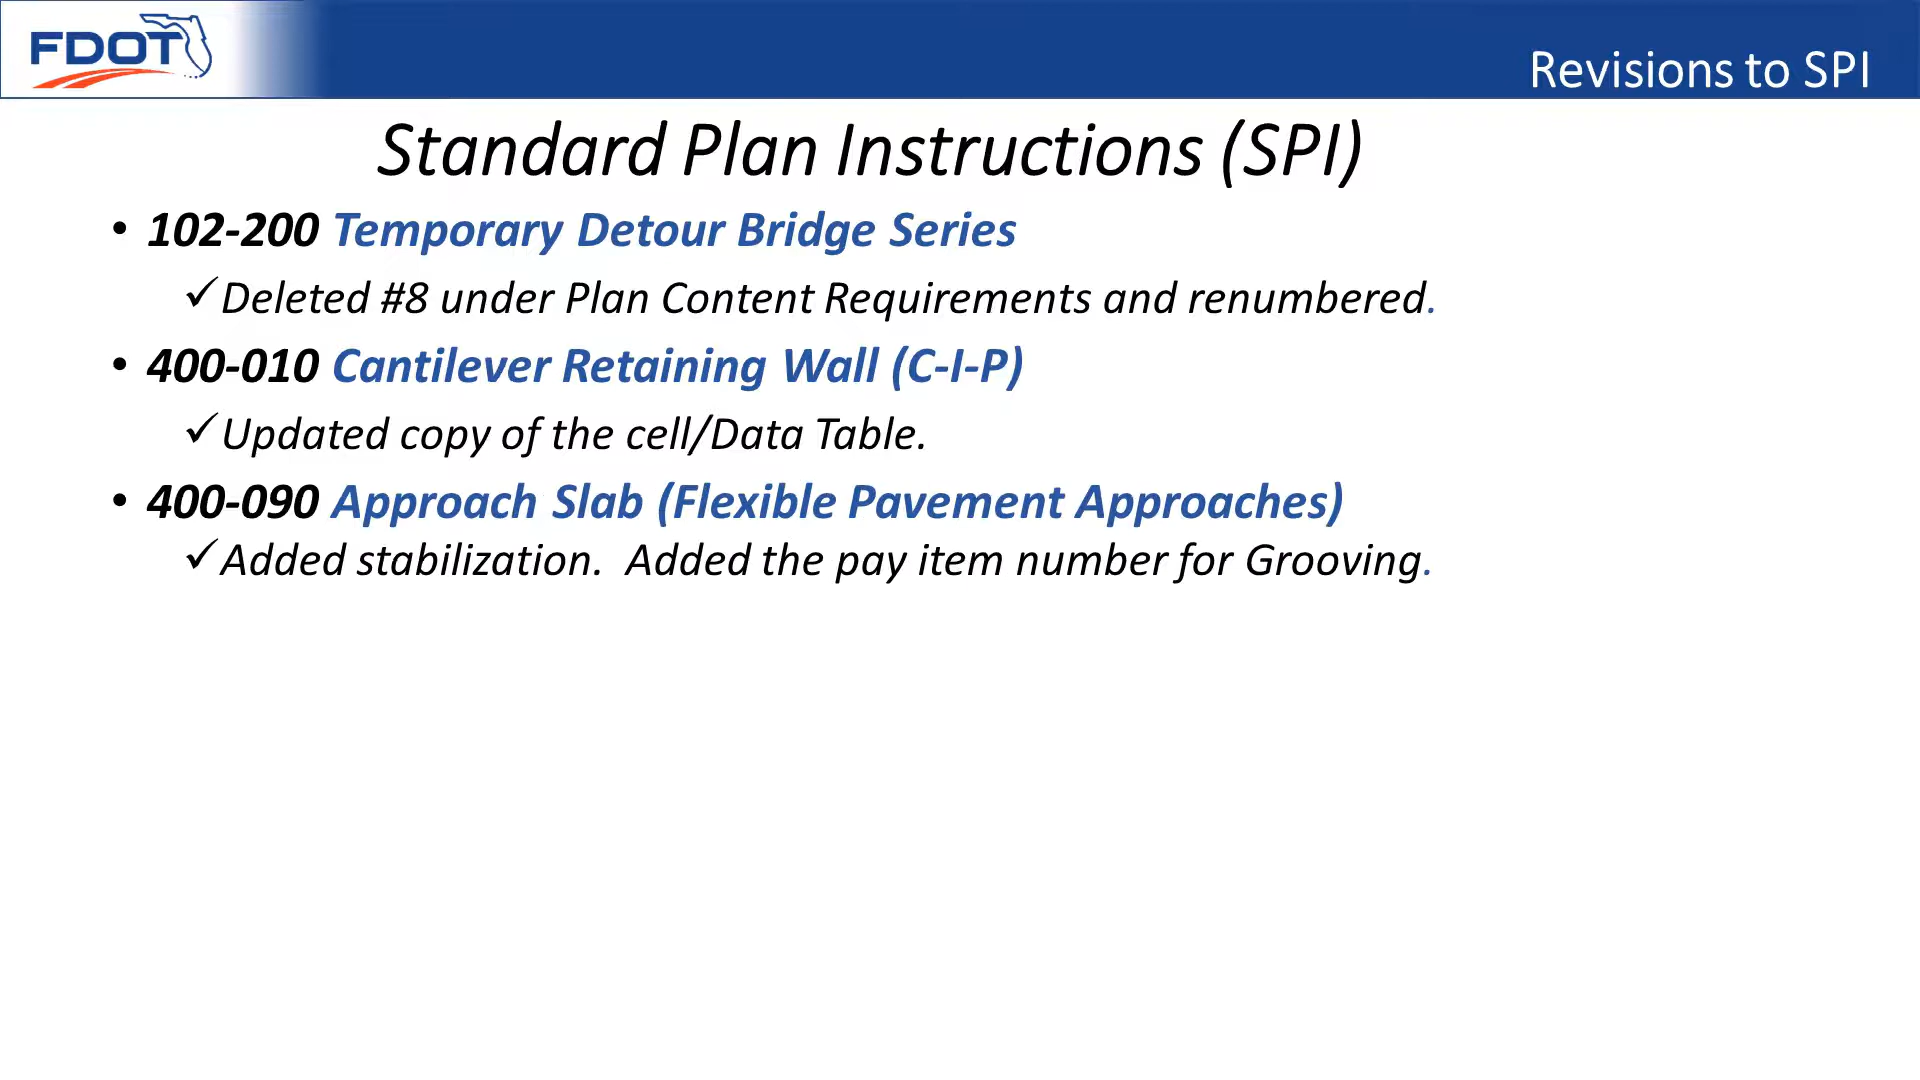 FDOT
Revisions to SPI
Standard Plan Instructions (SPI)
• 102-200 Temporary Detour Bridge Series
✓Deleted #8 under Plan Content Requirements and renumbered.
• 400-010 Cantilever Retaining Wall (C-I-P)
✓Updated copy of the cell/Data Table.
• 400-090 Approach Slab (Flexible Pavement Approaches)
✓Added stabilization.  Added the pay item number for Grooving.